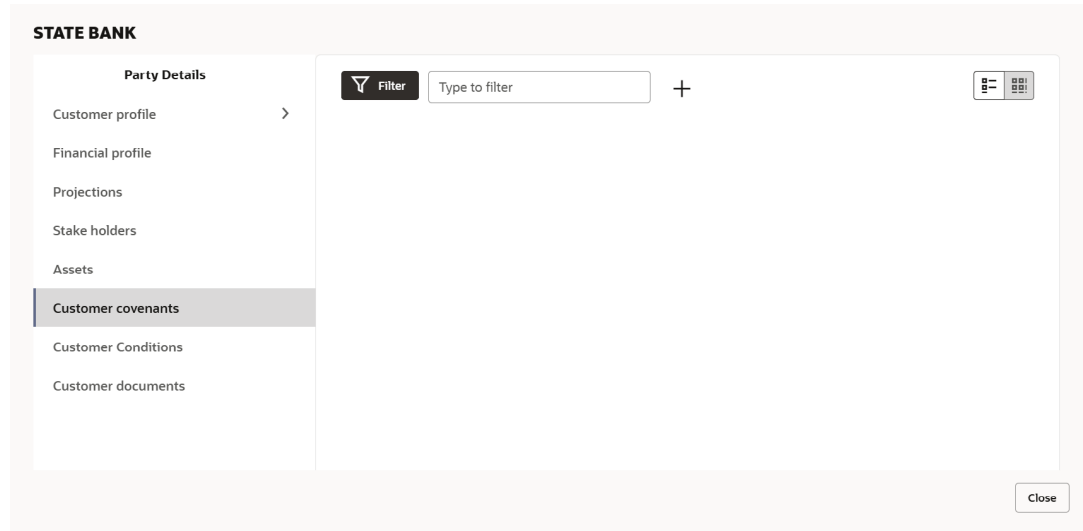 STATE BANK
Party Details
Customer profile
Financial profile
Projections
Stake holders
Assets
Customer covenants
Customer Conditions
Customer documents
Filter
Type to filter
Close